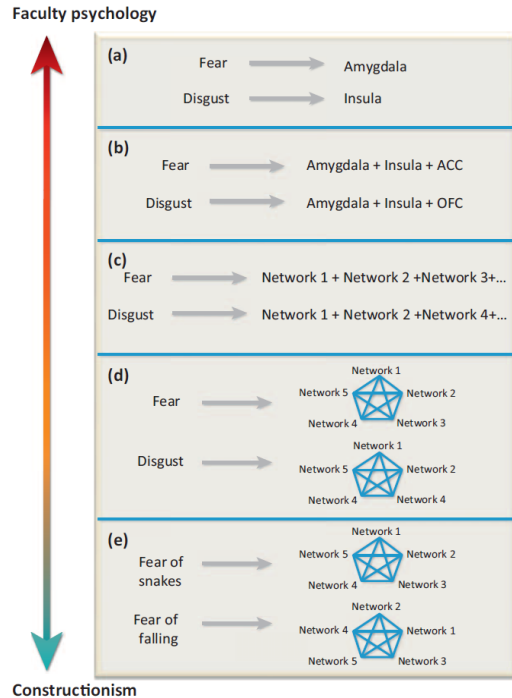 Faculty psychology
(a)
Fear
Amygdala
Disgust
Insula
(b)
Fear
Amygdala + Insula + ACC
Disgust
Amygdala + Insula + OFC
(c)
Fear
Network 1 + Network 2 +Network 3+...
Disgust
Network 1 + Network 2 +Network 4+...
(d)
Network 1
Fear
Network 5
Network 2
Network 4
Network 3
Network 1
Disgust
Network 5
Network 2
Network 4
Network 4
(e)
Network 1
Fear of
snakes
Network 5
Network 2
Network 4
Network 3
Network 2
Fear of
falling
Network 4
Network 1
Network 5
Network 3
Constructionism